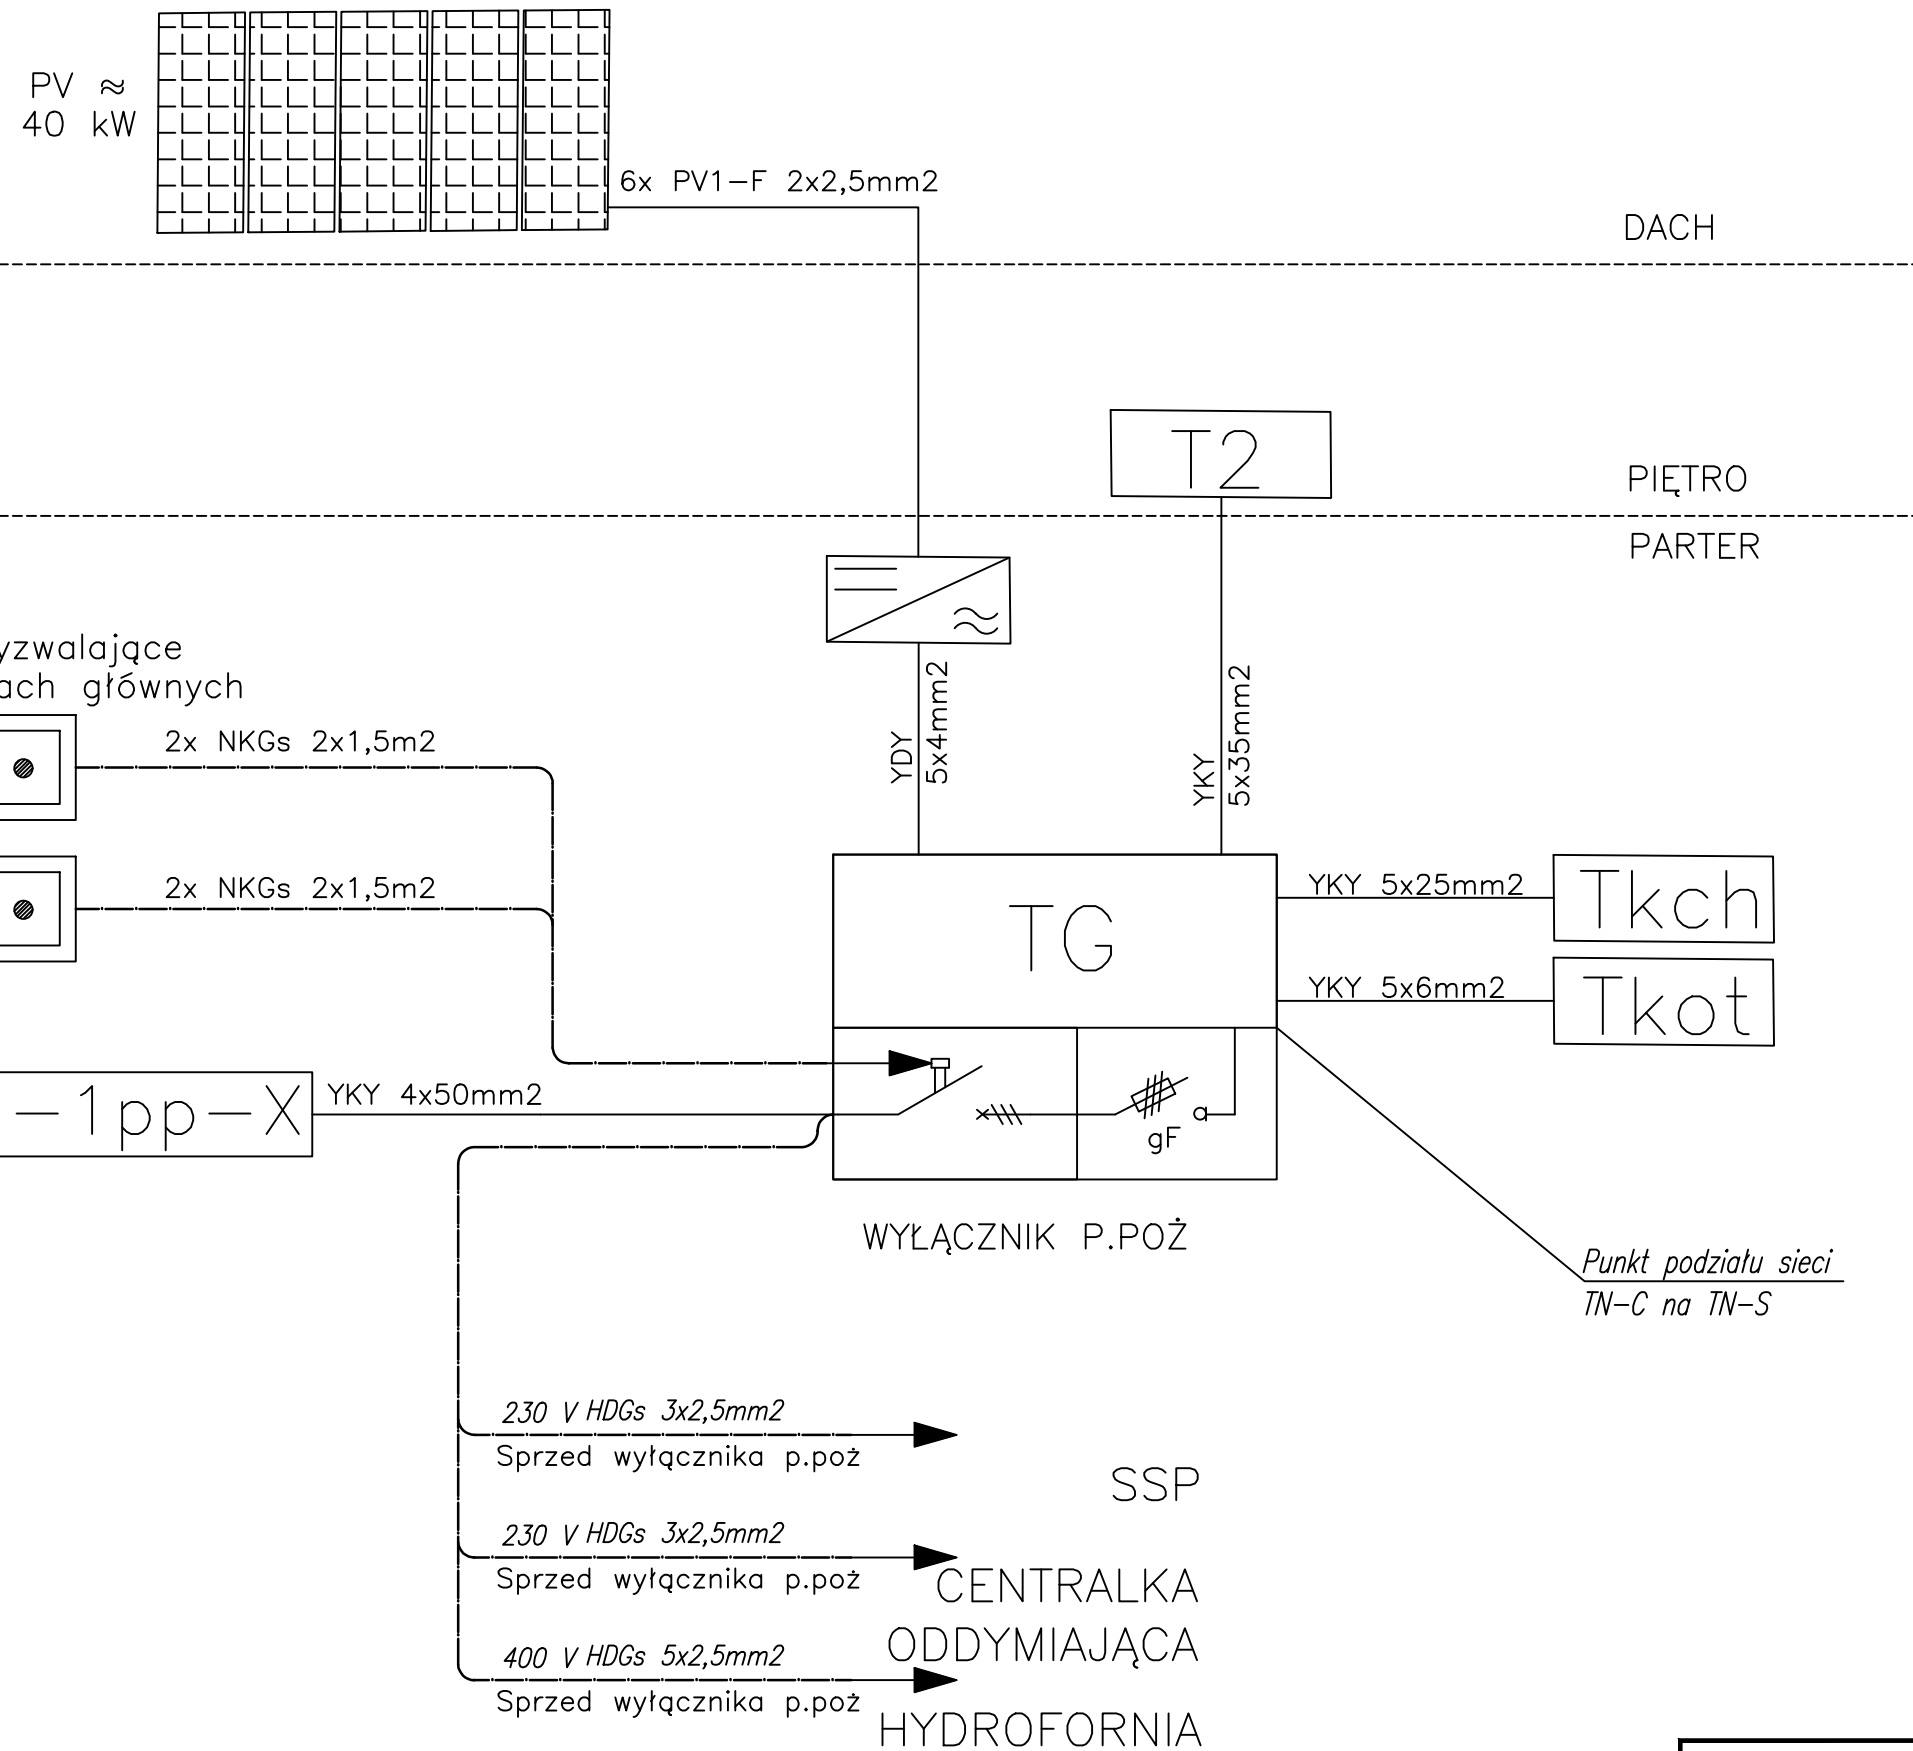 PV ≈
40 kW
6x PV1-F 2x2,5mm2
DACH
T2
PIĘTRO
PARTER
yzwalające
ach głównych
2x NKGs 2x1,5m2
YDY
5x4mm2
YKY
5x35mm2
2x NKGs 2x1,5m2
TG
YKY 5x25mm2
Tkch
YKY 5x6mm2
Tkot
-1pp-X
YKY 4x50mm2
gF
WYŁĄCZNIK P.POŻ
Punkt podziału sieci
TN-C na TN-S
230 V HDGs 3x2,5mm2
Sprzed wyłącznika p.poż
SSP
230 V HDGs 3x2,5mm2
Sprzed wyłącznika p.poż
CENTRALKA
ODDYMIAJĄCA
400 V HDGs 5x2,5mm2
Sprzed wyłącznika p.poż
HYDROFORNIA